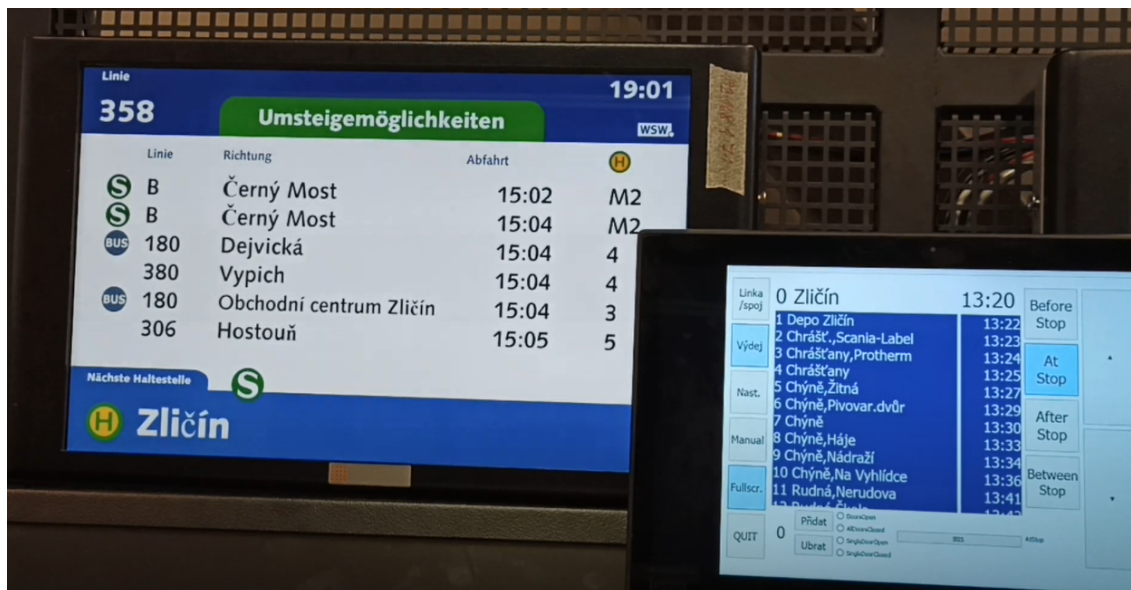 Linie
19:01
358
Umsteigemöglichkeiten
WSW.
Linie Richtung Abfahrt H
S B Černý Most 15:02 M2
S B Černý Most 15:04 M2
BUS 180 Dejvická 15:04 4
380 Vypich 15:04 4
BUS 180 Obchodní centrum Zličín 15:04 3
306 Hostouň 15:05 5
Nächste Haltestelle S
H Zličín
Linka
/spoj
Výdej
Nast.
Manual
Fullscr.
QUIT
0 Zličín 13:20
1 Depo Zličín 13:22
2 Chrášť.,Scania-Label 13:23
3 Chrášťany,Protherm 13:24
4 Chrášťany 13:25
5 Chýně,Žitná 13:27
6 Chýně,Pivovar.dvůr 13:29
7 Chýně 13:30
8 Chýně,Háje 13:33
9 Chýně,Nádraží 13:34
10 Chýně,Na Vyhlídce 13:36
11 Rudná,Nerudova 13:41
Before
Stop
At
Stop
After
Stop
Between
Stop
0
Přidat
Ubrat
DoorsOpen
AllDoorsClosed
SingleDoorOpen
SingleDoorClosed
AtStop